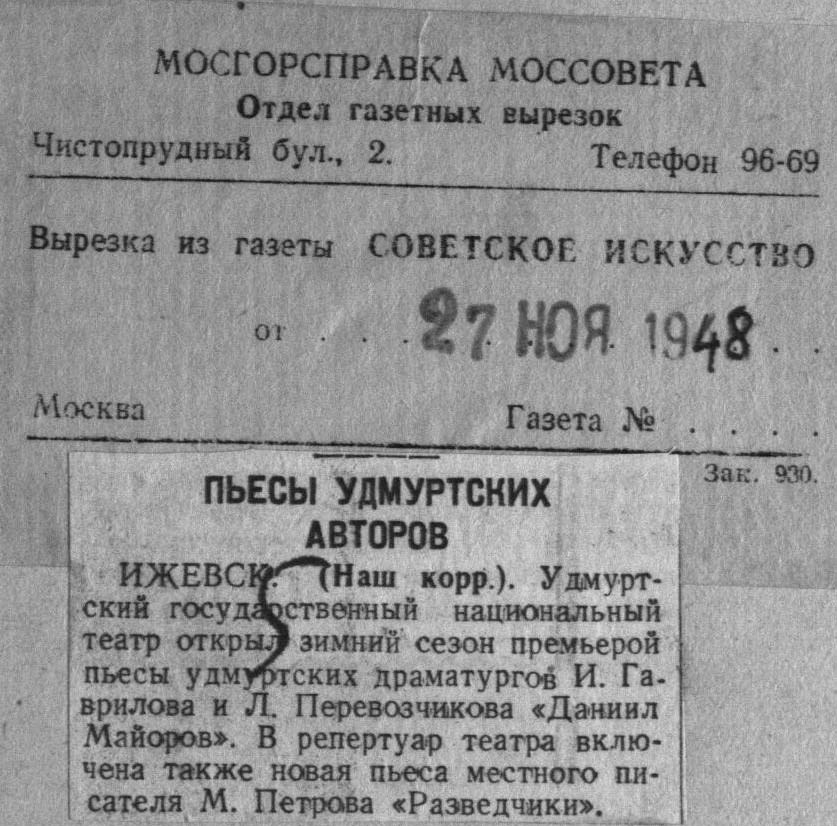 МОСГОРСПРАВКА МОССОВЕТА
Отдел газетных вырезок
Чистопрудный бул., 2. Телефон 96-69
Вырезка из газеты СОВЕТСКОЕ ИСКУССТВО
от . . . 27 НОЯ. 1948 . .
Москва Газета № . . . .
Зак. 930.
ПЬЕСЫ УДМУРТСКИХ
АВТОРОВ
ИЖЕВСК. (Наш корр.). Удмурт-
ский государственный национальный
театр открыл зимний сезон премьерой
пьесы удмуртских драматургов И. Га-
врилова и Л. Перевозчикова «Даниил
Майоров». В репертуар театра вклю-
чена также новая пьеса местного пи-
сателя М. Петрова «Разведчики».